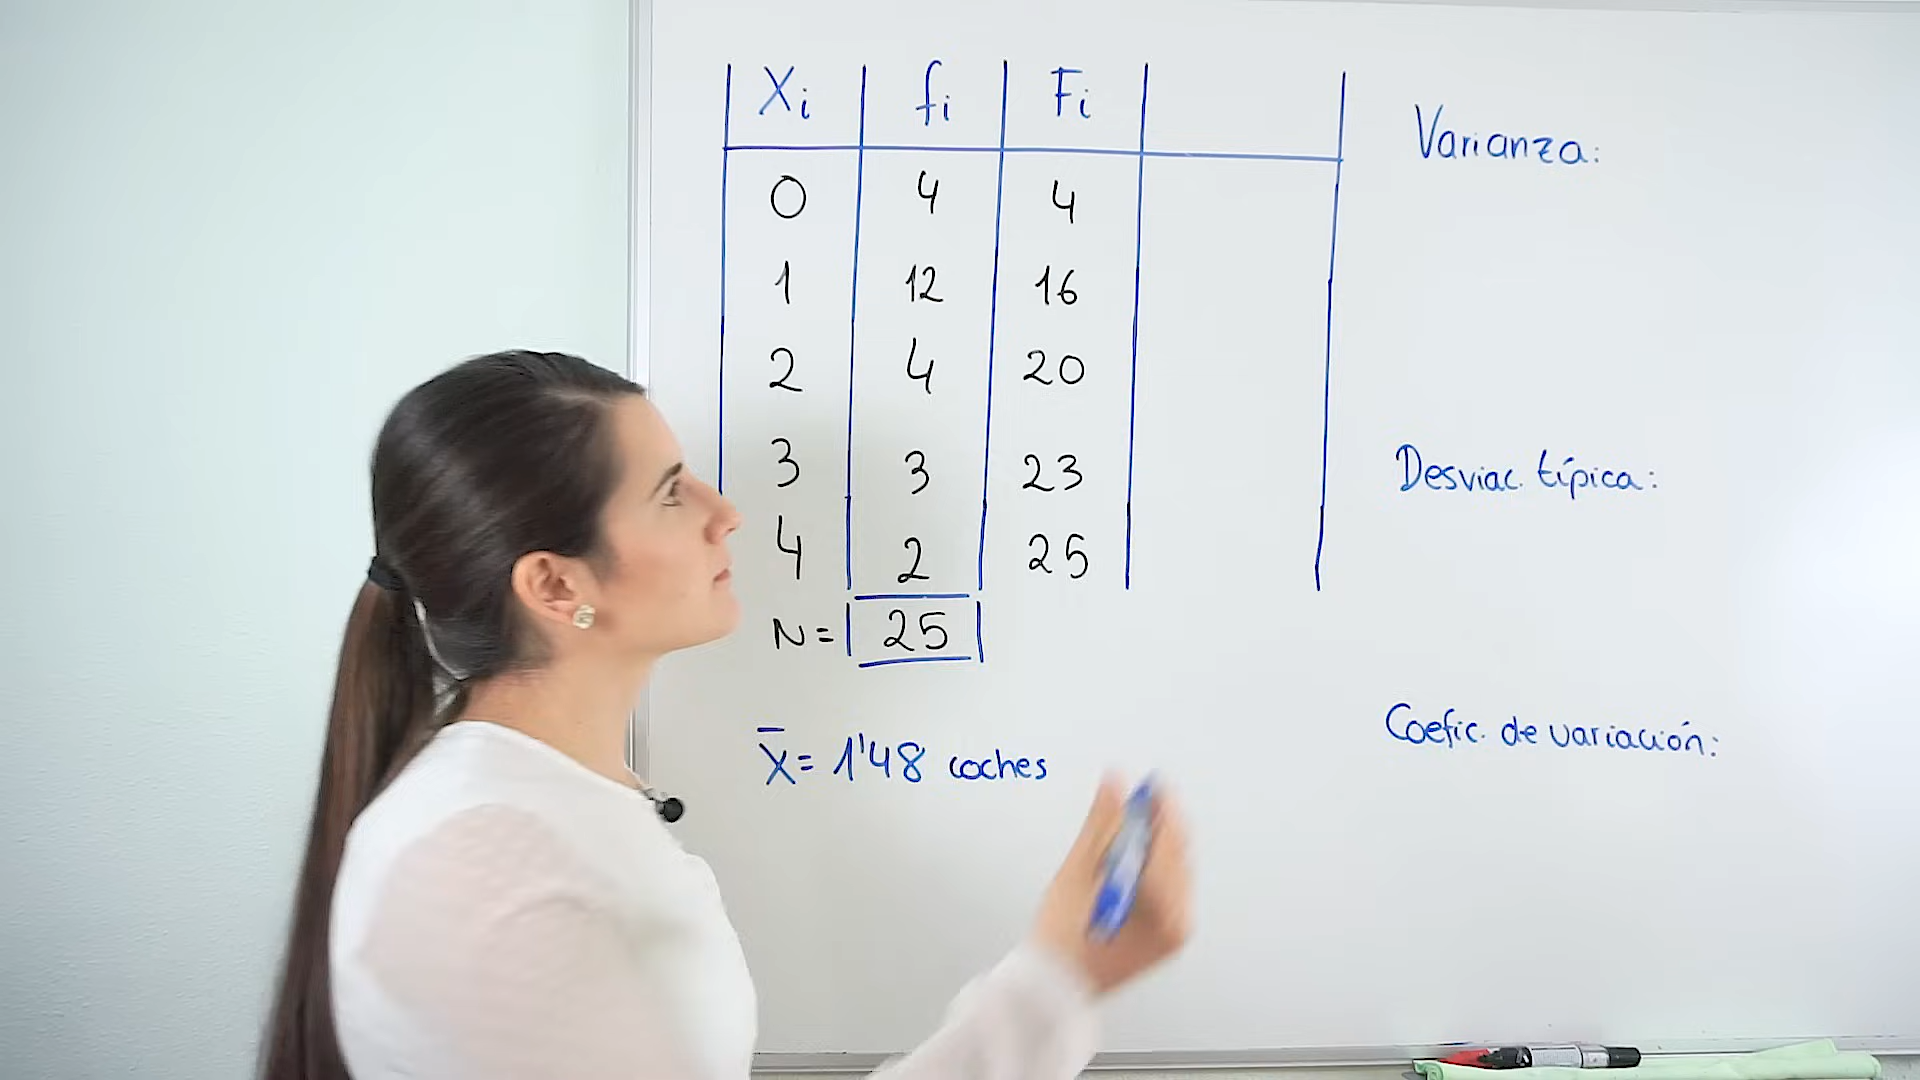 Xi fi Fi
0 4 4
1 12 16
2 4 20
3 3 23
4 2 25
N= 25
x̄= 1'48 coches
Varianza:
Desviac. típica:
Coefic. de variación: